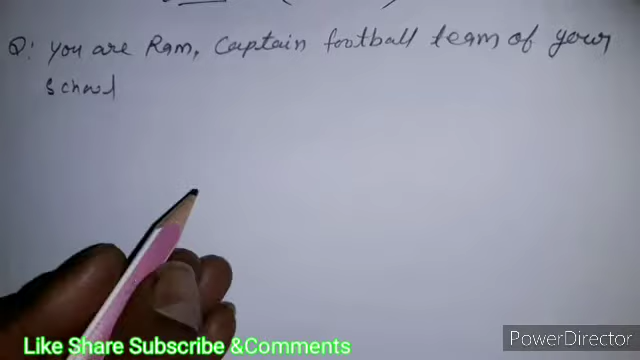 Q: You are Ram, Captain football team of your
school
Like Share Subscribe &Comments
PowerDirector